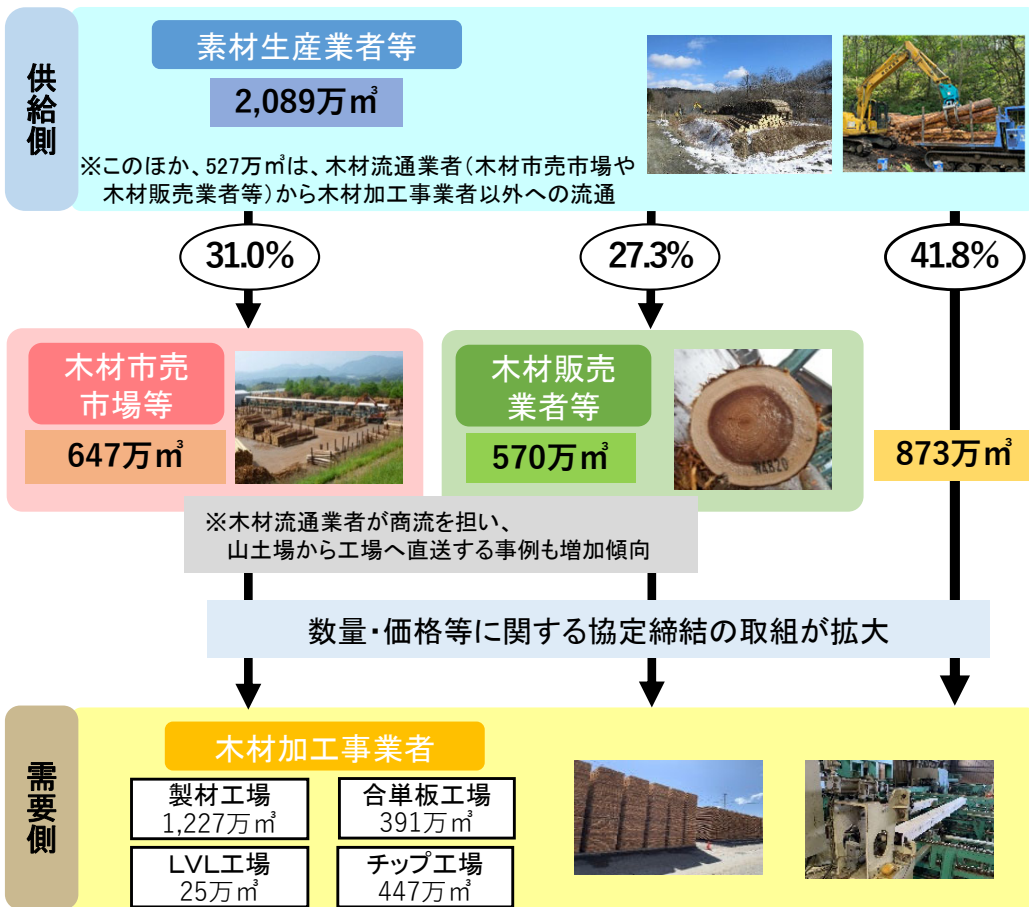 供給側
素材生産業者等
2,089万㎥
※このほか、527万㎥は、木材流通業者(木材市売市場や
木材販売業者等)から木材加工事業者以外への流通
31.0%
27.3%
41.8%
木材市売
市場等
647万㎥
木材販売
業者等
570万㎥
873万㎥
※木材流通業者が商流を担い、
山土場から工場へ直送する事例も増加傾向
数量・価格等に関する協定締結の取組が拡大
需要側
木材加工事業者
製材工場
1,227万㎥
合単板工場
391万㎥
LVL工場
25万㎥
チップ工場
447万㎥